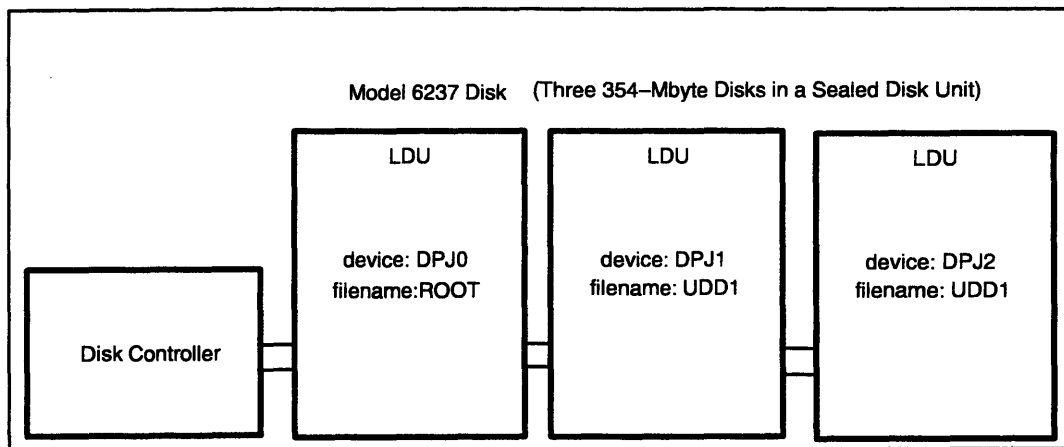 Model 6237 Disk (Three 354–Mbyte Disks in a Sealed Disk Unit)
LDU
device: DPJ0
filename:ROOT
LDU
device: DPJ1
filename: UDD1
LDU
device: DPJ2
filename: UDD1
Disk Controller